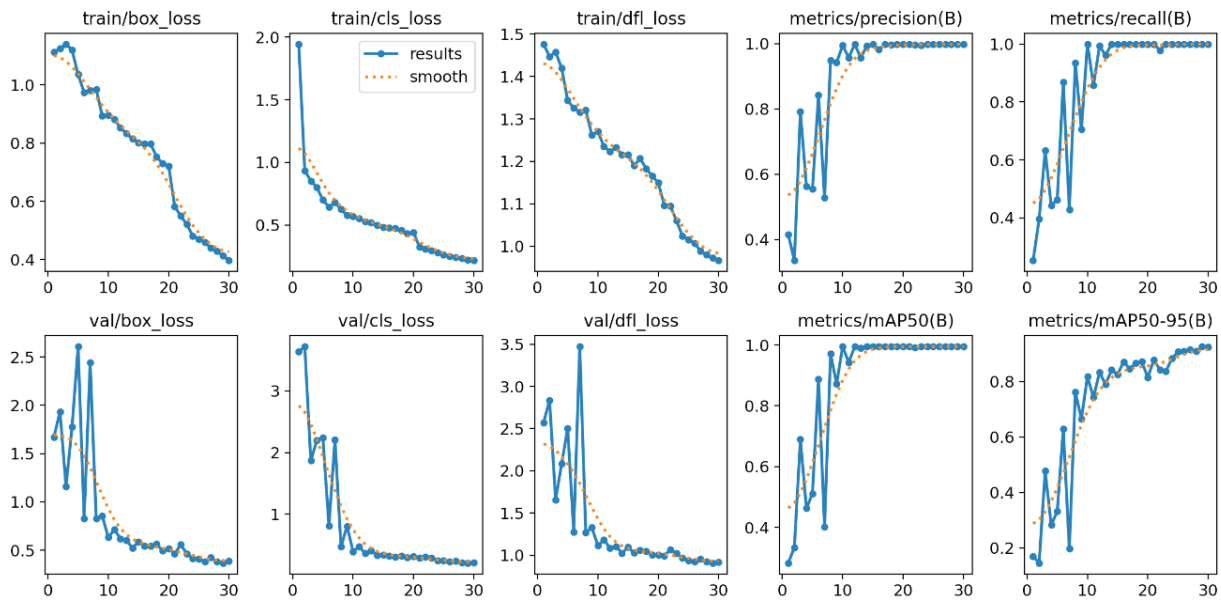 train/box_loss
train/cls_loss
train/dfl_loss
metrics/precision(B)
metrics/recall(B)
results
smooth
1.0
0.8
0.6
0.4
0 10 20 30
2.0
1.5
1.0
0.5
0 10 20 30
1.5
1.4
1.3
1.2
1.1
1.0
0 10 20 30
1.0
0.8
0.6
0.4
0 10 20 30
1.0
0.8
0.6
0.4
0 10 20 30
val/box_loss
val/cls_loss
val/dfl_loss
metrics/mAP50(B)
metrics/mAP50-95(B)
2.5
2.0
1.5
1.0
0.5
0 10 20 30
3
2
1
0 10 20 30
3.5
3.0
2.5
2.0
1.5
1.0
0 10 20 30
1.0
0.8
0.6
0.4
0 10 20 30
0.8
0.6
0.4
0.2
0 10 20 30